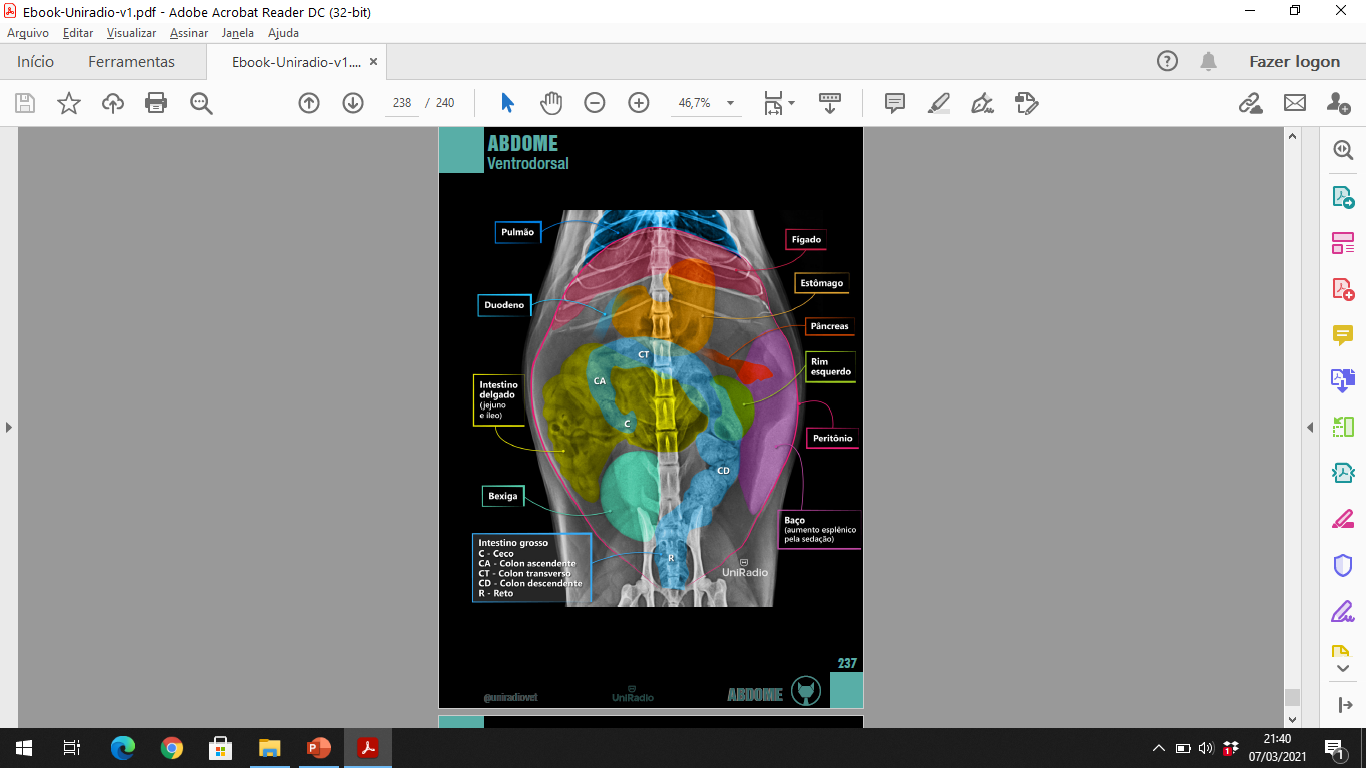 Ebook-Uniradio-v1.pdf - Adobe Acrobat Reader DC (32-bit)
Arquivo Editar Visualizar Assinar Janela Ajuda
Início Ferramentas Ebook-Uniradio-v1.... × Fazer logon
238 / 240 46,7%
ABDOME
Ventrodorsal
Pulmão
Fígado
Estômago
Duodeno
Pâncreas
CT
Rim
esquerdo
CA
Intestino
delgado
(jejuno
e íleo)
C
Peritônio
CD
Bexiga
Baço
(aumento esplênico
pela sedação)
Intestino grosso
C - Ceco
CA - Colon ascendente
CT - Colon transverso
CD - Colon descendente
R - Reto
R
UniRadio
237
@uniradiovet
UniRadio
ABDOME
21:40
07/03/2021
1
1